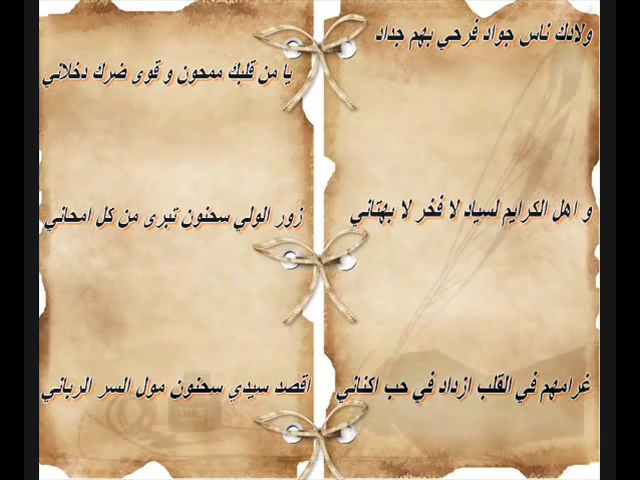 ولادك ناس جواد فرحي بهم جداد
و اهل الكرايم لسياد لا فخر لا بهتاني
غرامهم في القلب ازداد في حب اكناني
يا من قلبك ممحون و قوى ضرك دخلاني
زور الولي سحنون تبرى من كل امحاني
اقصد سيدي سحنون مول السر الرباني